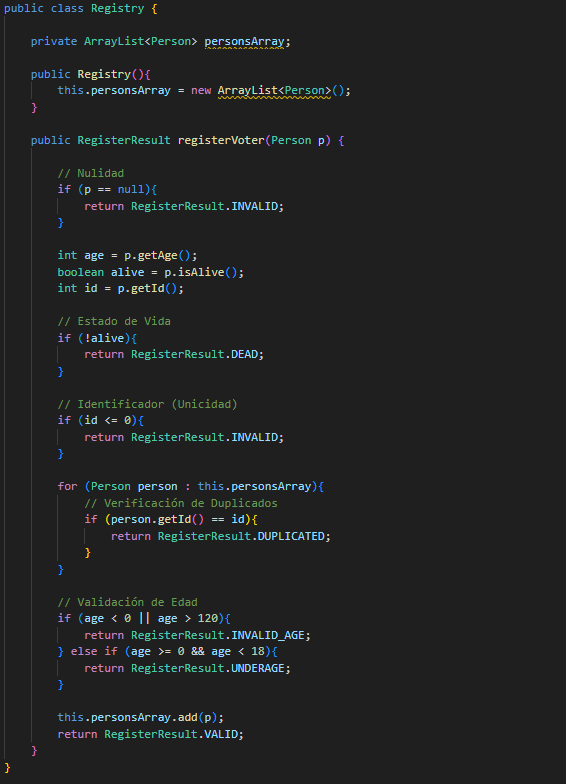 public class Registry {
private ArrayList<Person> personsArray;
public Registry(){
this.personsArray = new ArrayList<Person>();
}
public RegisterResult registerVoter(Person p) {
// Nulidad
if (p == null){
return RegisterResult.INVALID;
}
int age = p.getAge();
boolean alive = p.isAlive();
int id = p.getId();
// Estado de Vida
if (!alive){
return RegisterResult.DEAD;
}
// Identificador (Unicidad)
if (id <= 0){
return RegisterResult.INVALID;
}
for (Person person : this.personsArray){
// Verificación de Duplicados
if (person.getId() == id){
return RegisterResult.DUPLICATED;
}
}
// Validación de Edad
if (age < 0 || age > 120){
return RegisterResult.INVALID_AGE;
} else if (age >= 0 && age < 18){
return RegisterResult.UNDERAGE;
}
this.personsArray.add(p);
return RegisterResult.VALID;
}
}